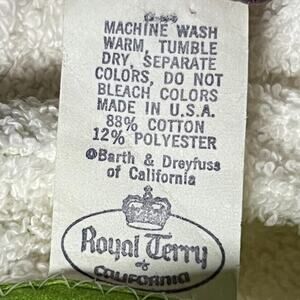 MACHINE WASH
WARM, TUMBLE
DRY, SEPARATE
COLORS, DO NOT
BLEACH COLORS
MADE IN U.S.A.
88% COTTON
12% POLYESTER
©Barth & Dreyfuss
of California
Royal Terry
of
CALIFORNIA